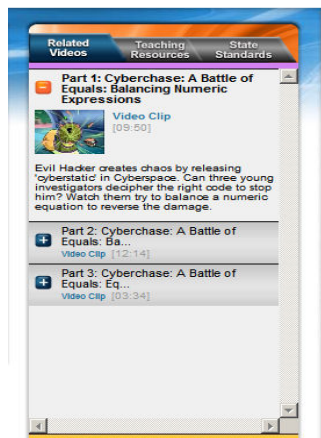 Related Videos
Teaching Resources
State Standards
Part 1: Cyberchase: A Battle of
Equals: Balancing Numeric
Expressions
Video Clip
[09:50]
Evil Hacker creates chaos by releasing
'cyberstatic' in Cyberspace. Can three young
investigators decipher the right code to stop
him? Watch them try to balance a numeric
equation to reverse the damage.
Part 2: Cyberchase: A Battle of
Equals: Ba...
Video Clip [12:14]
Part 3: Cyberchase: A Battle of
Equals: Eq...
Video Clip [03:34]